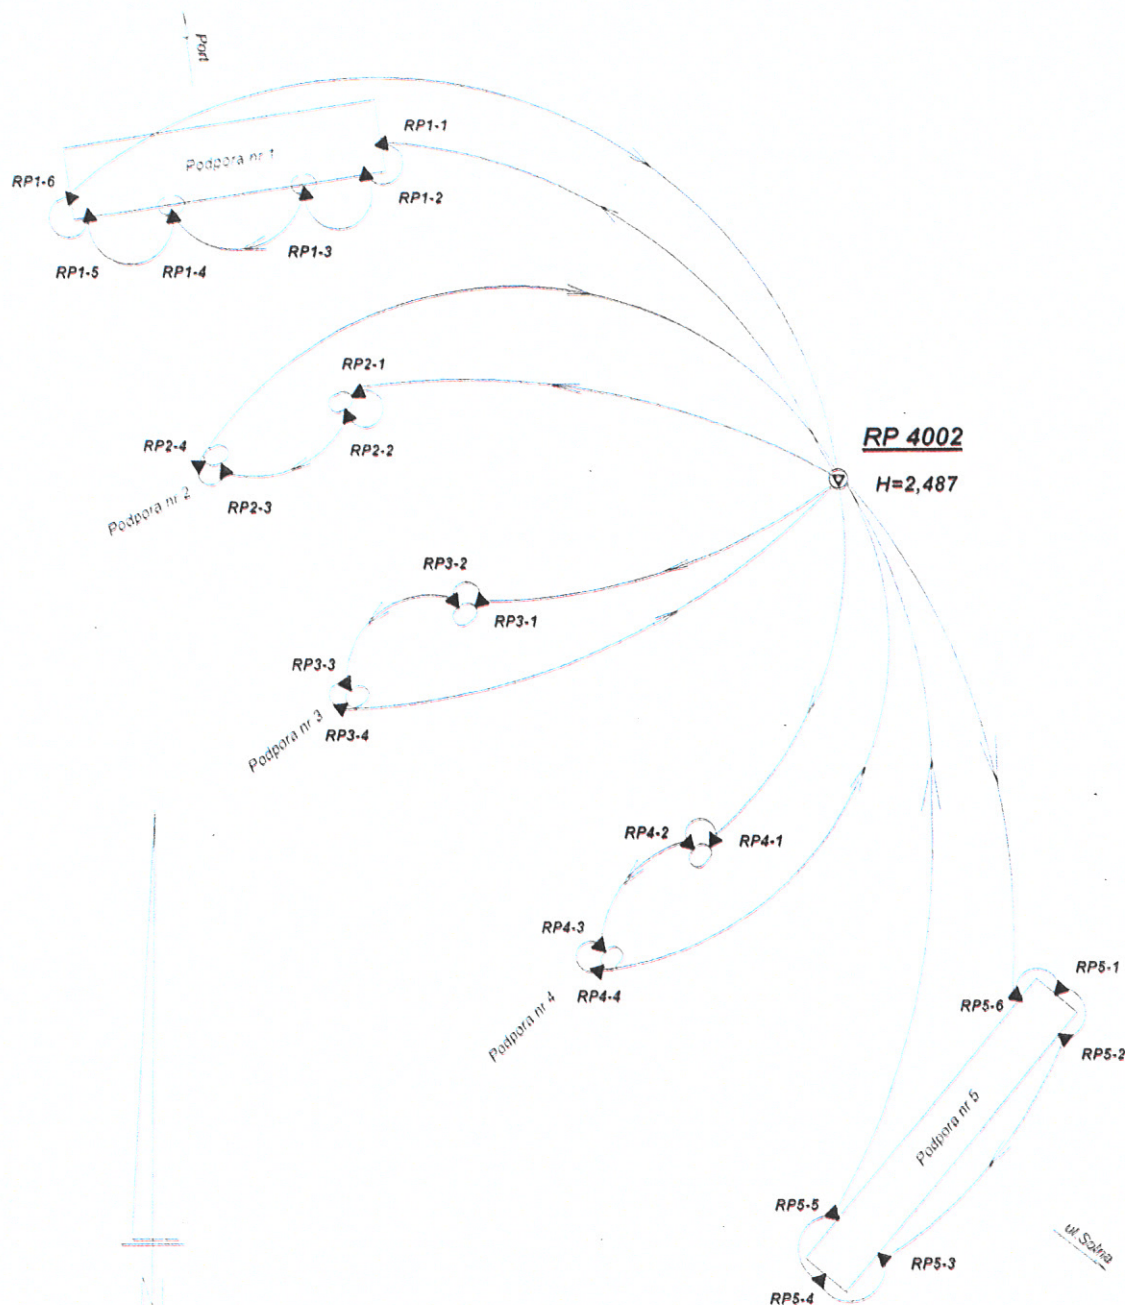 Port
RP1-1
Podpora nr 1
RP1-6
RP1-2
RP1-3
RP1-5
RP1-4
RP2-1
RP 4002
RP2-4
RP2-2
H=2,487
RP2-3
Podpora nr 2
RP3-2
RP3-1
RP3-3
RP3-4
Podpora nr 3
RP4-2
RP4-1
RP4-3
RP4-4
Podpora nr 4
RP5-1
RP5-6
RP5-2
Podpora nr 5
RP5-5
RP5-3
RP5-4
ul. Solna